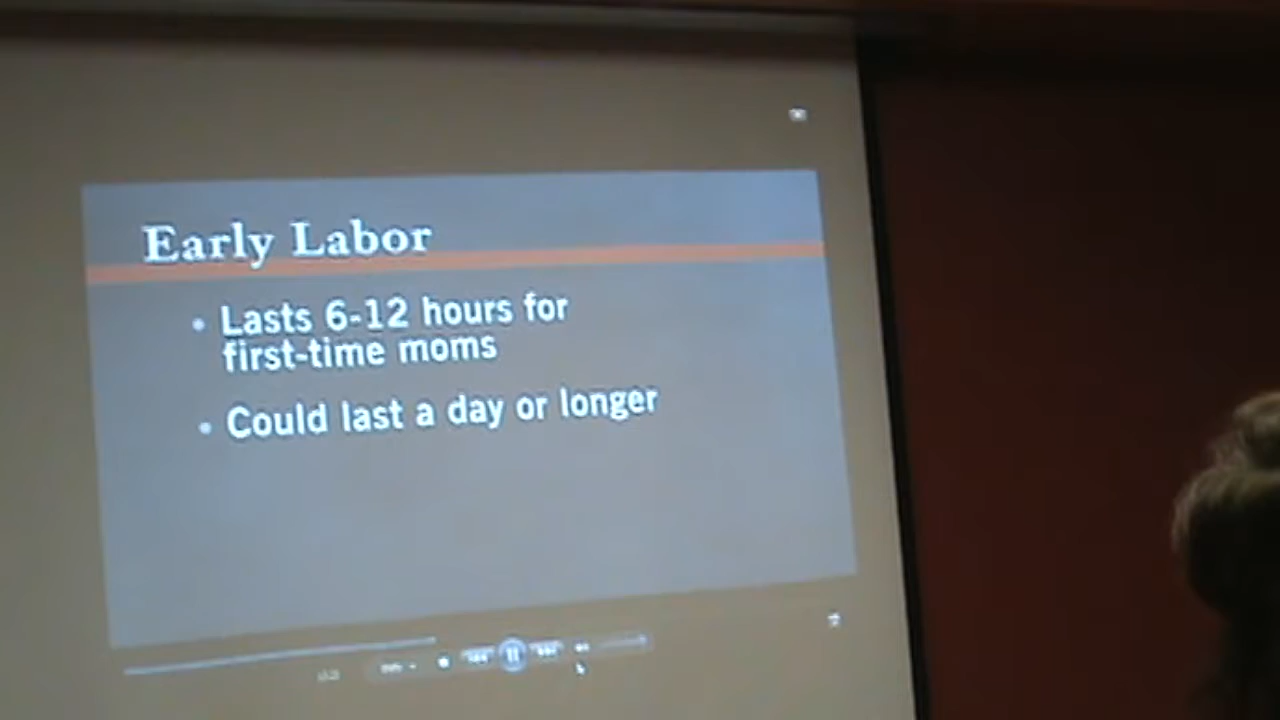 Early Labor
• Lasts 6-12 hours for
first-time moms
• Could last a day or longer